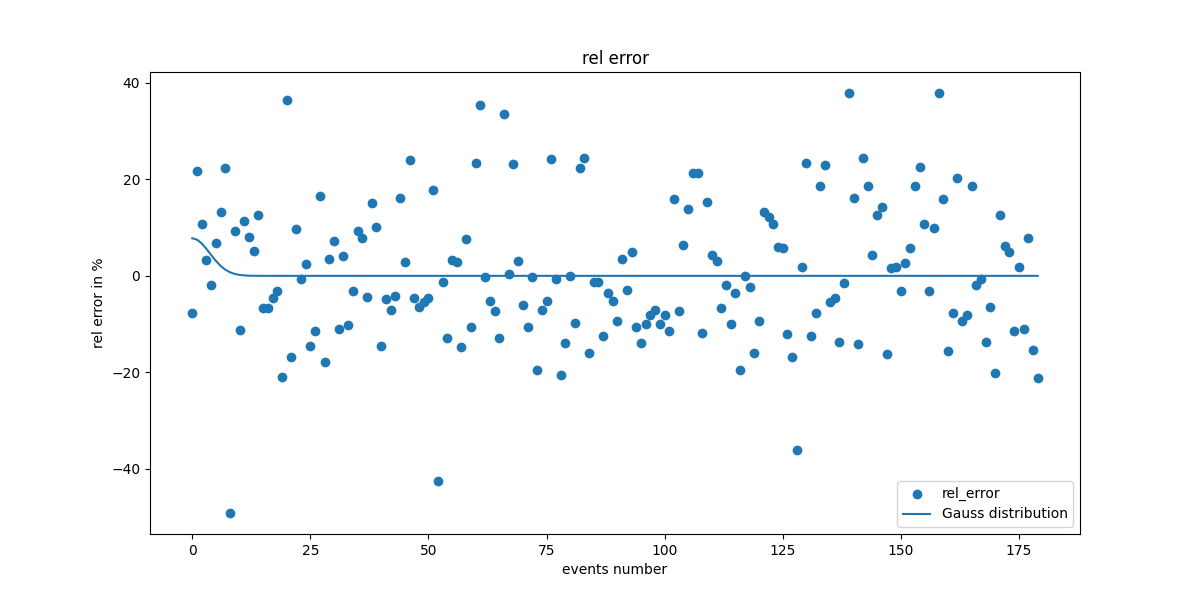 rel error
40
20
0
−20
−40
rel error in %
0 25 50 75 100 125 150 175
events number
rel_error
Gauss distribution